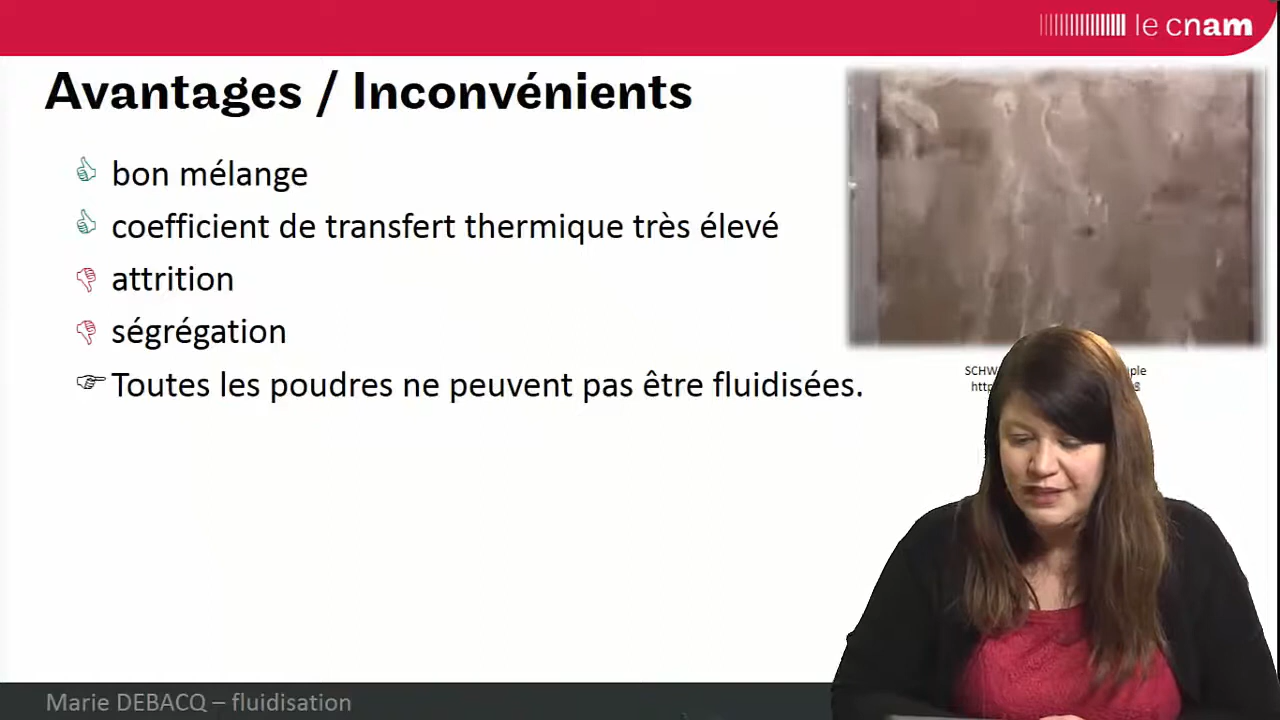 le cnam
Avantages / Inconvénients
bon mélange
coefficient de transfert thermique très élevé
attrition
ségrégation
Toutes les poudres ne peuvent pas être fluidisées.
Marie DEBACQ – fluidisation